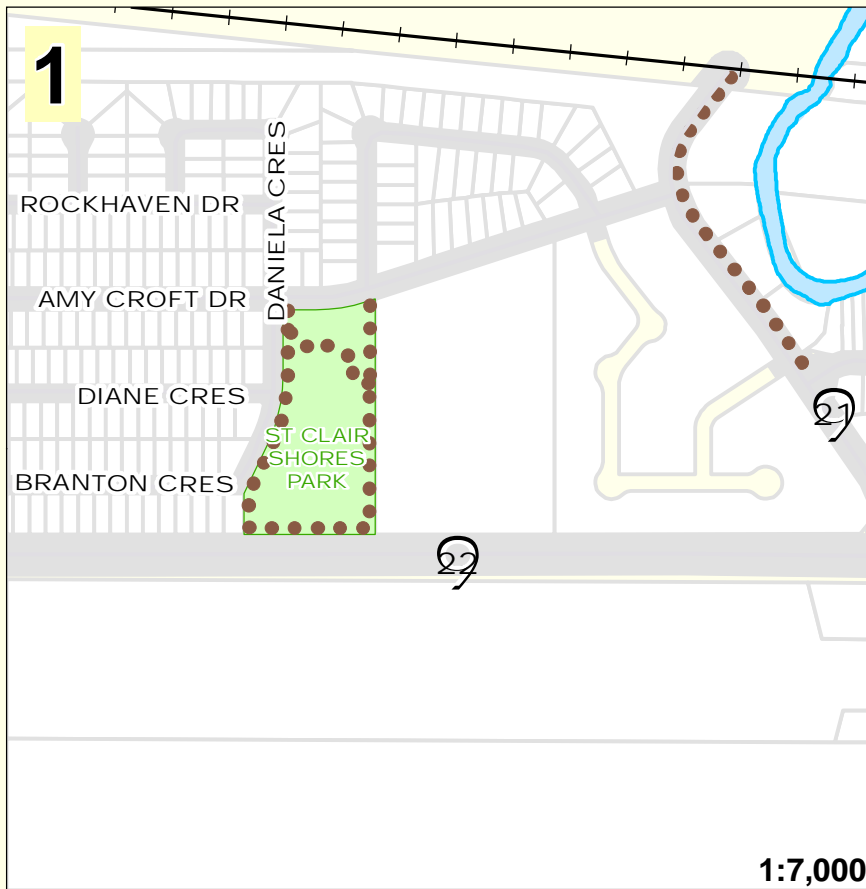 1
DANIELA CRES
ROCKHAVEN DR
AMY CROFT DR
DIANE CRES
21
ST CLAIR
SHORES
PARK
BRANTON CRES
22
1:7,000